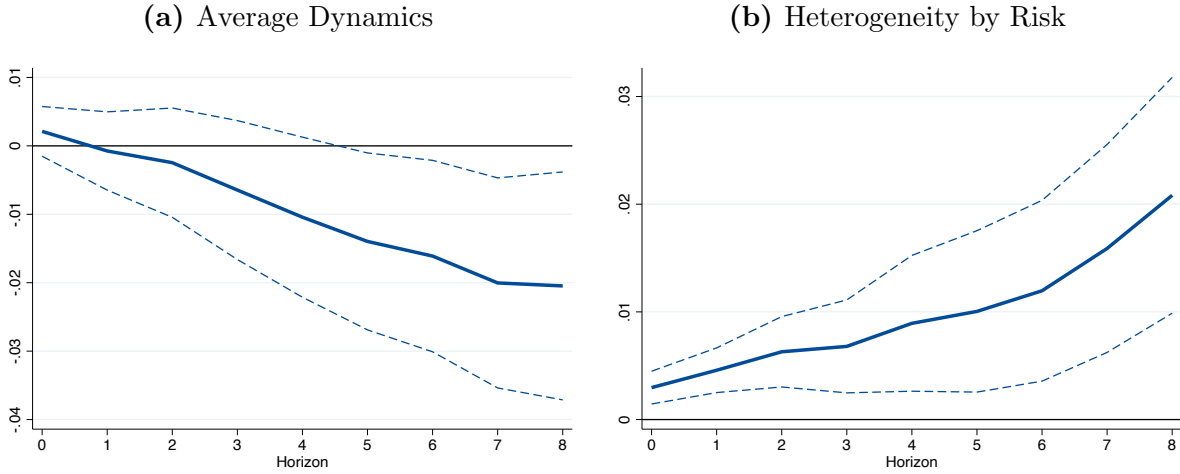 (a) Average Dynamics
.01
0
-.01
-.02
-.03
-.04
0 1 2 3 4 5 6 7 8
Horizon
(b) Heterogeneity by Risk
.03
.02
.01
0
0 1 2 3 4 5 6 7 8
Horizon